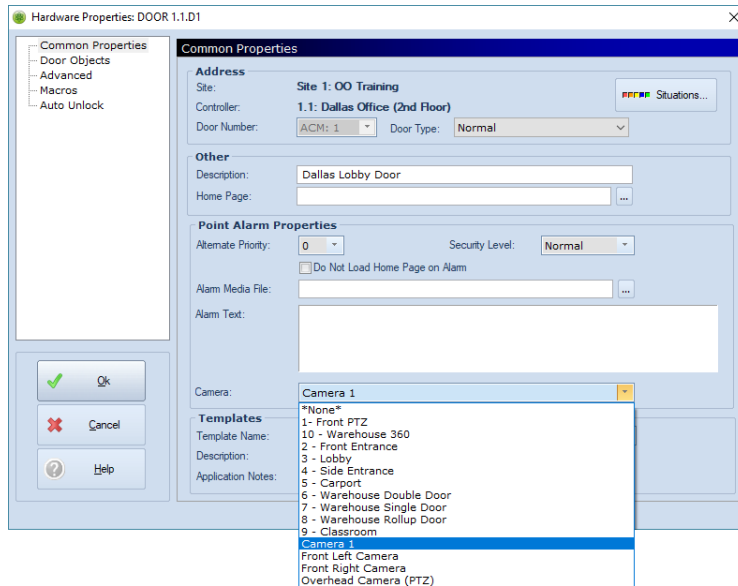 Hardware Properties: DOOR 1.1.D1
Common Properties
Door Objects
Advanced
Macros
Auto Unlock
Common Properties
Address
Site: Site 1: OO Training
Situations...
Controller: 1.1: Dallas Office (2nd Floor)
Door Number: ACM: 1 Door Type: Normal
Other
Description: Dallas Lobby Door
Home Page: ...
Point Alarm Properties
Alternate Priority: 0 Security Level: Normal
Do Not Load Home Page on Alarm
Alarm Media File: ...
Alarm Text:
Camera: Camera 1
Ok
Cancel
Help
Templates
Template Name:
Description:
Application Notes:
*None*
1- Front PTZ
10 - Warehouse 360
2 - Front Entrance
3 - Lobby
4 - Side Entrance
5 - Carport
6 - Warehouse Double Door
7 - Warehouse Single Door
8 - Warehouse Rollup Door
9 - Classroom
Camera 1
Front Left Camera
Front Right Camera
Overhead Camera (PTZ)